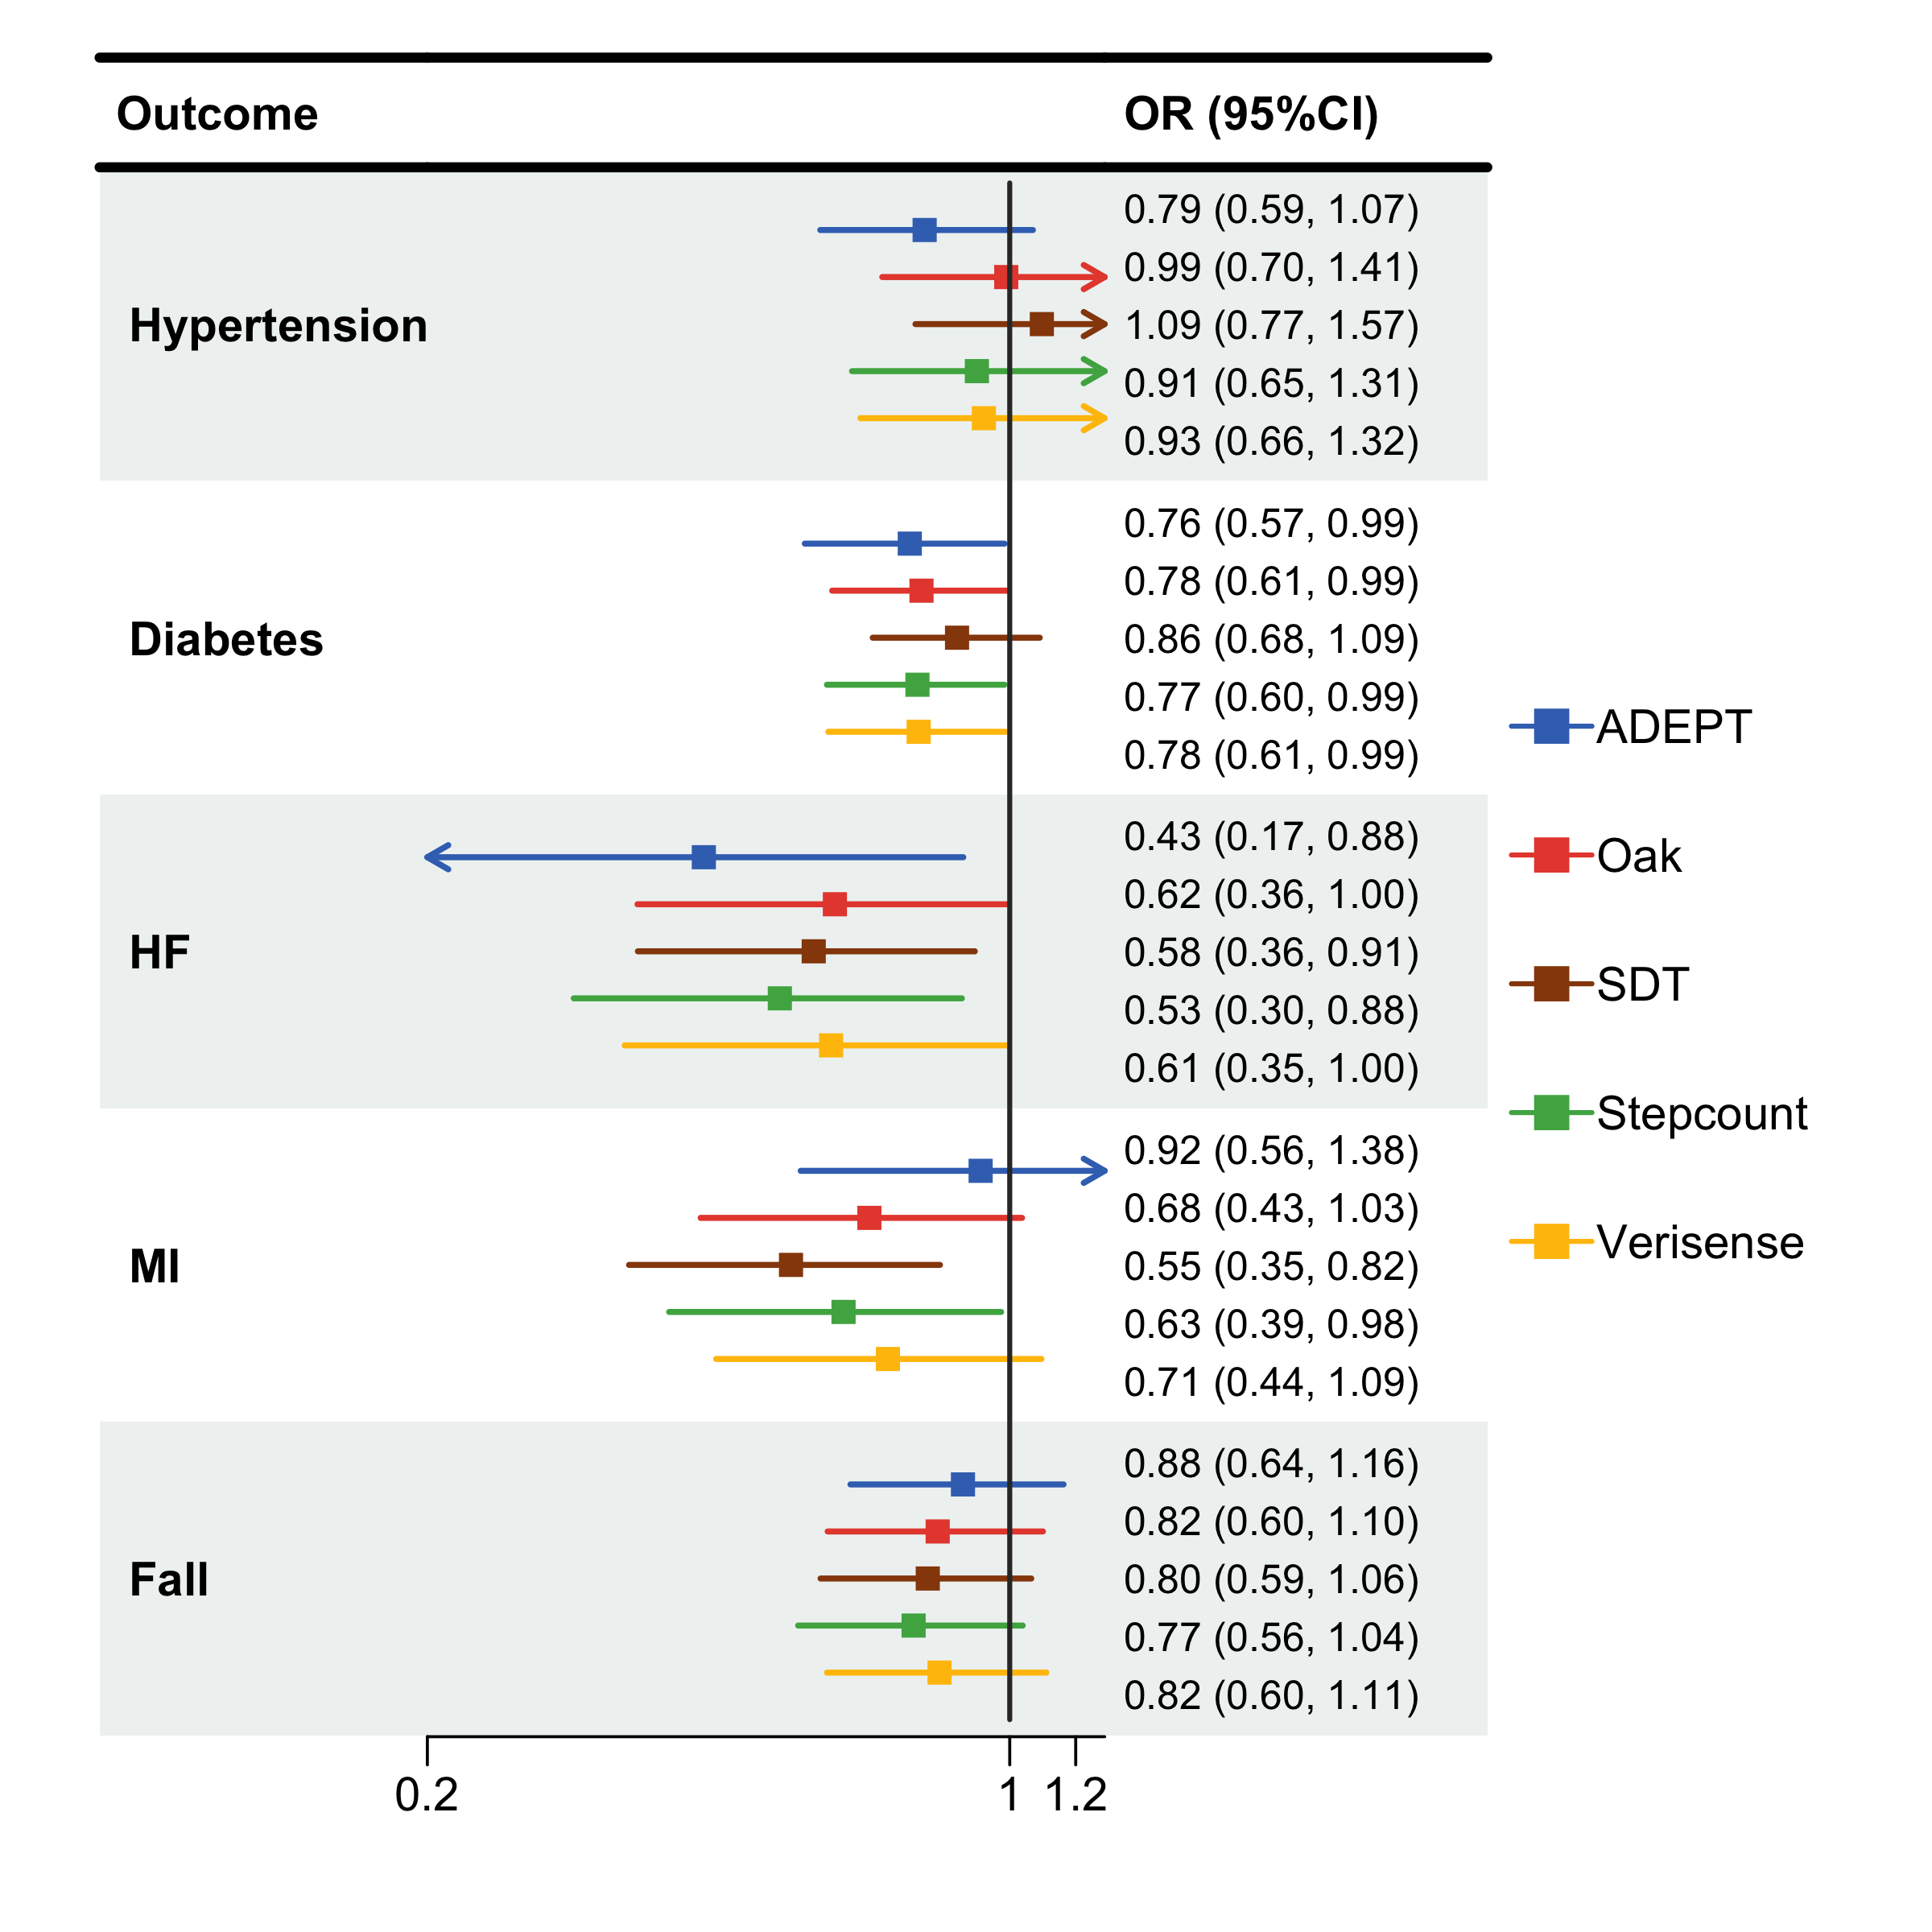 Outcome OR (95%CI)
Hypertension
0.79 (0.59, 1.07)
0.99 (0.70, 1.41)
1.09 (0.77, 1.57)
0.91 (0.65, 1.31)
0.93 (0.66, 1.32)
Diabetes
0.76 (0.57, 0.99)
0.78 (0.61, 0.99)
0.86 (0.68, 1.09)
0.77 (0.60, 0.99)
0.78 (0.61, 0.99)
HF
0.43 (0.17, 0.88)
0.62 (0.36, 1.00)
0.58 (0.36, 0.91)
0.53 (0.30, 0.88)
0.61 (0.35, 1.00)
MI
0.92 (0.56, 1.38)
0.68 (0.43, 1.03)
0.55 (0.35, 0.82)
0.63 (0.39, 0.98)
0.71 (0.44, 1.09)
Fall
0.88 (0.64, 1.16)
0.82 (0.60, 1.10)
0.80 (0.59, 1.06)
0.77 (0.56, 1.04)
0.82 (0.60, 1.11)
0.2 1 1.2
ADEPT
Oak
SDT
Stepcount
Verisense